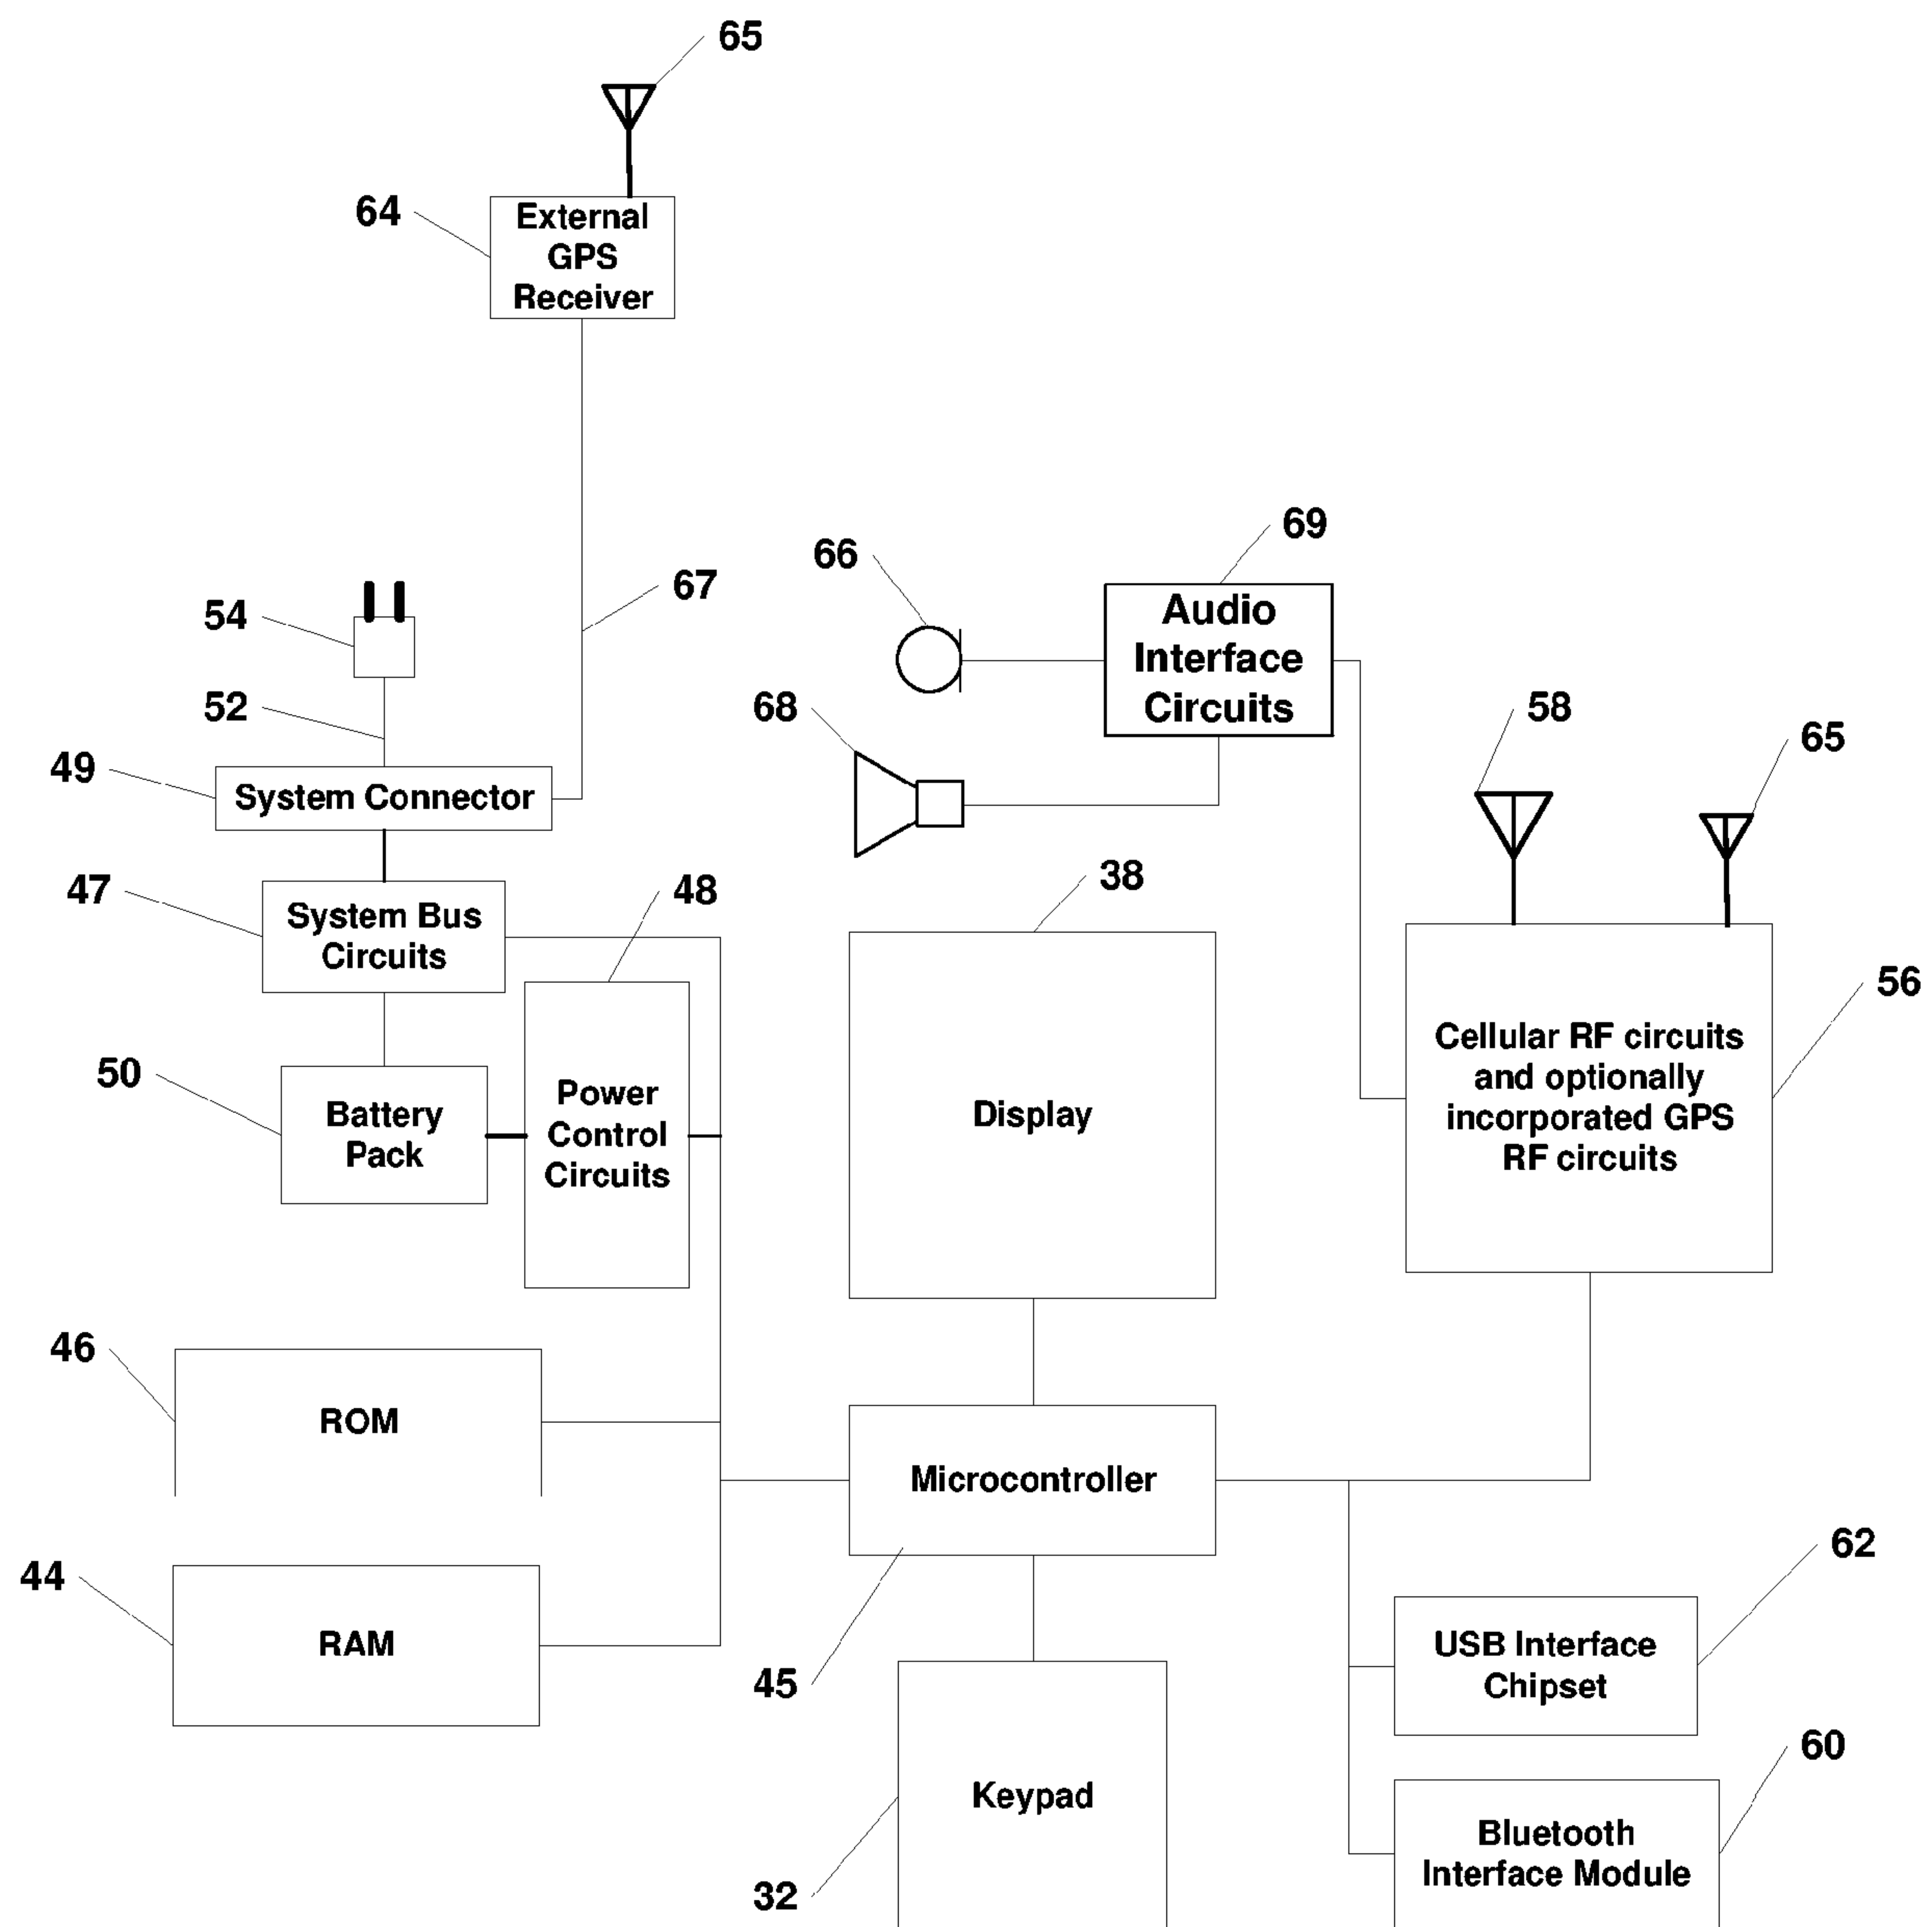 65
64
External
GPS
Receiver
69
66
67
54
Audio
Interface
Circuits
52
68
58
65
49
System Connector
47
System Bus
Circuits
48
38
56
50
Battery
Pack
Power
Control
Circuits
Display
Cellular RF circuits
and optionally
incorporated GPS
RF circuits
46
ROM
Microcontroller
62
44
RAM
45
USB Interface
Chipset
60
Keypad
Bluetooth
Interface Module
32